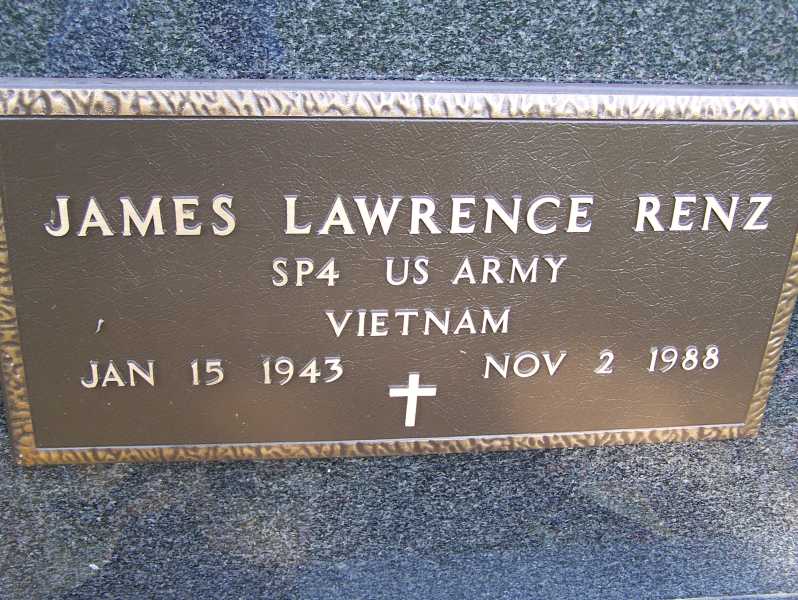 JAMES LAWRENCE RENZ
SP4 US ARMY
VIETNAM
JAN 15 1943 NOV 2 1988